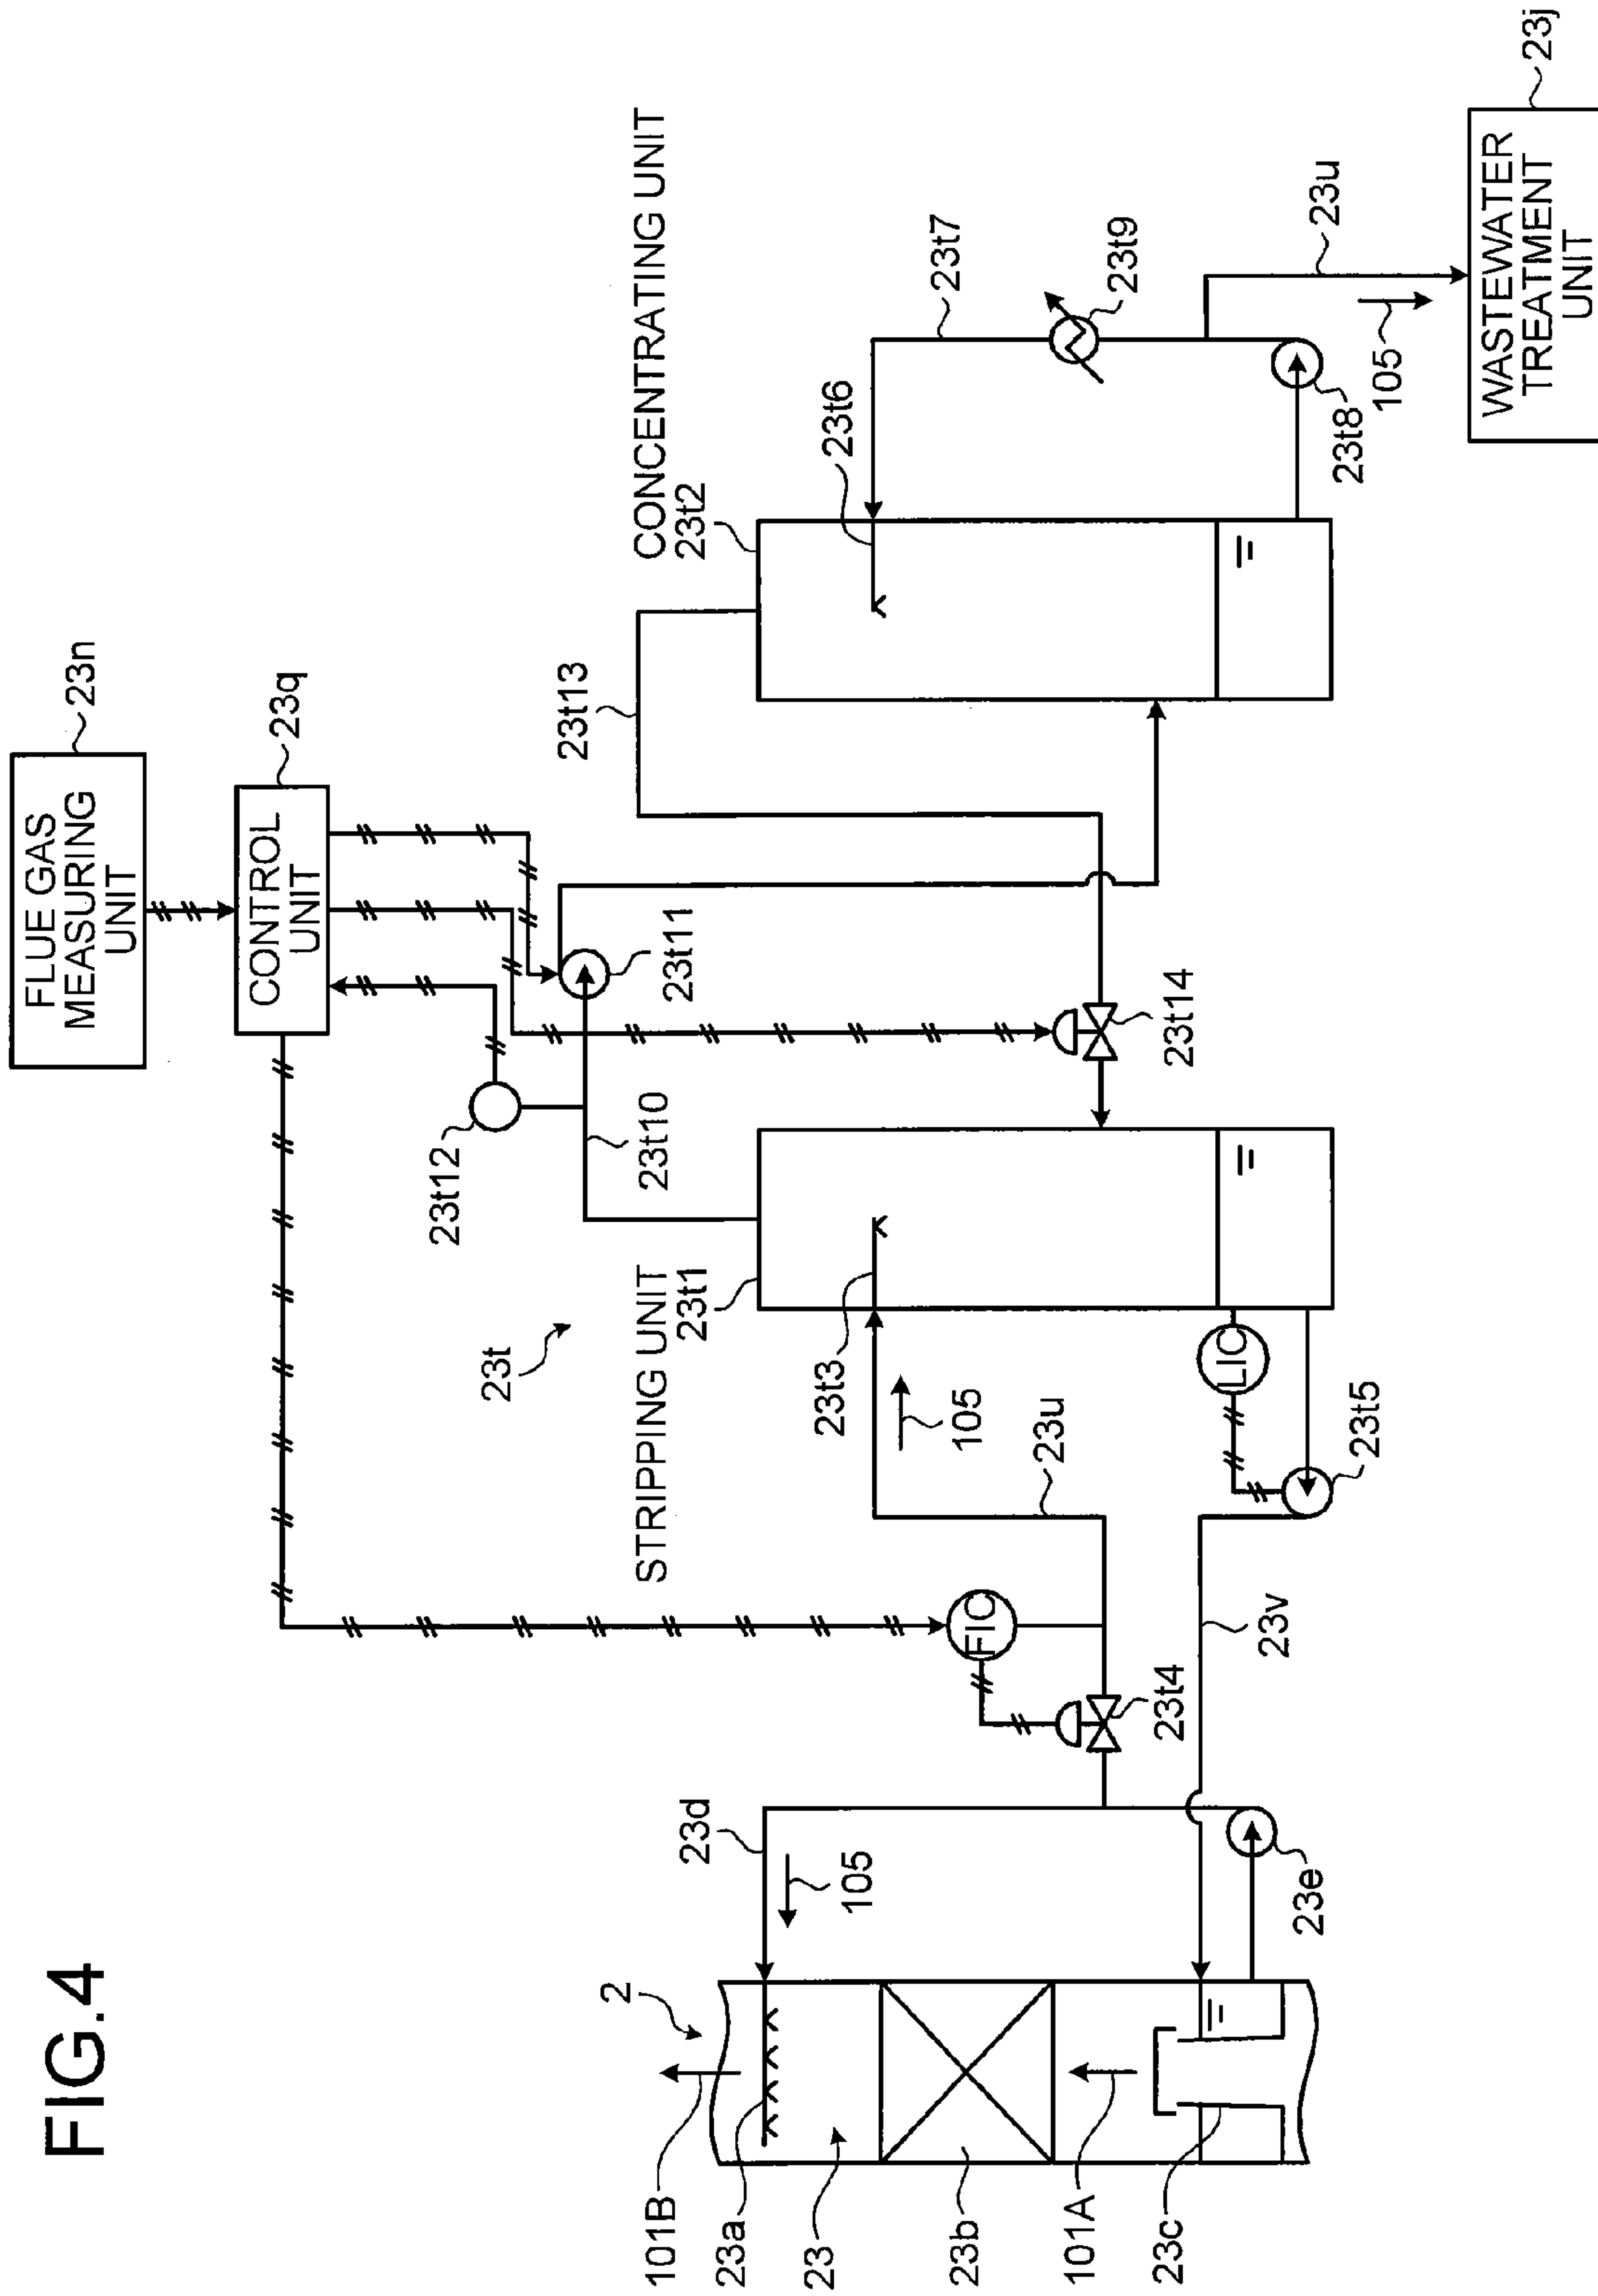 FIG.4
FLUE GAS
MEASURING
UNIT
23n
CONTROL
UNIT
23q
23t12
23t10
23t11
23t13
23t
STRIPPING UNIT
23t1
CONCENTRATING UNIT
23t2
23t3
105
23u
FIC
23t4
23t14
LIC
23t5
23v
23t6
23t7
23t9
23t8
23u
105
WASTEWATER
TREATMENT
UNIT
23j
23d
105
23e
2
101B
23a
23
23b
101A
23c